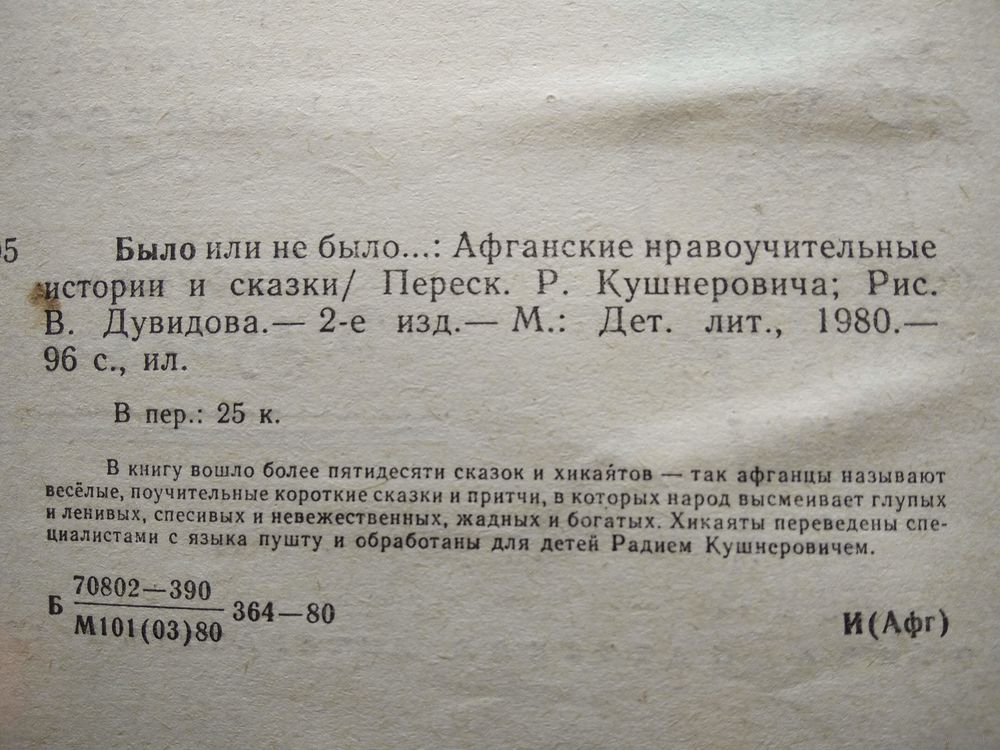 Было или не было...: Афганские нравоучительные
истории и сказки/ Переск. Р. Кушнеровича; Рис.
В. Дувидова.— 2-е изд.— М.: Дет. лит., 1980.—
96 с., ил.
В пер.: 25 к.
В книгу вошло более пятидесяти сказок и хикая́тов — так афганцы называют
весёлые, поучительные короткие сказки и притчи, в которых народ высмеивает глупых
и ленивых, спесивых и невежественных, жадных и богатых. Хикаяты переведены спе-
циалистами с языка пушту и обработаны для детей Радием Кушнеровичем.
Б 70802—390
М101(03)80 364—80
И(Афг)